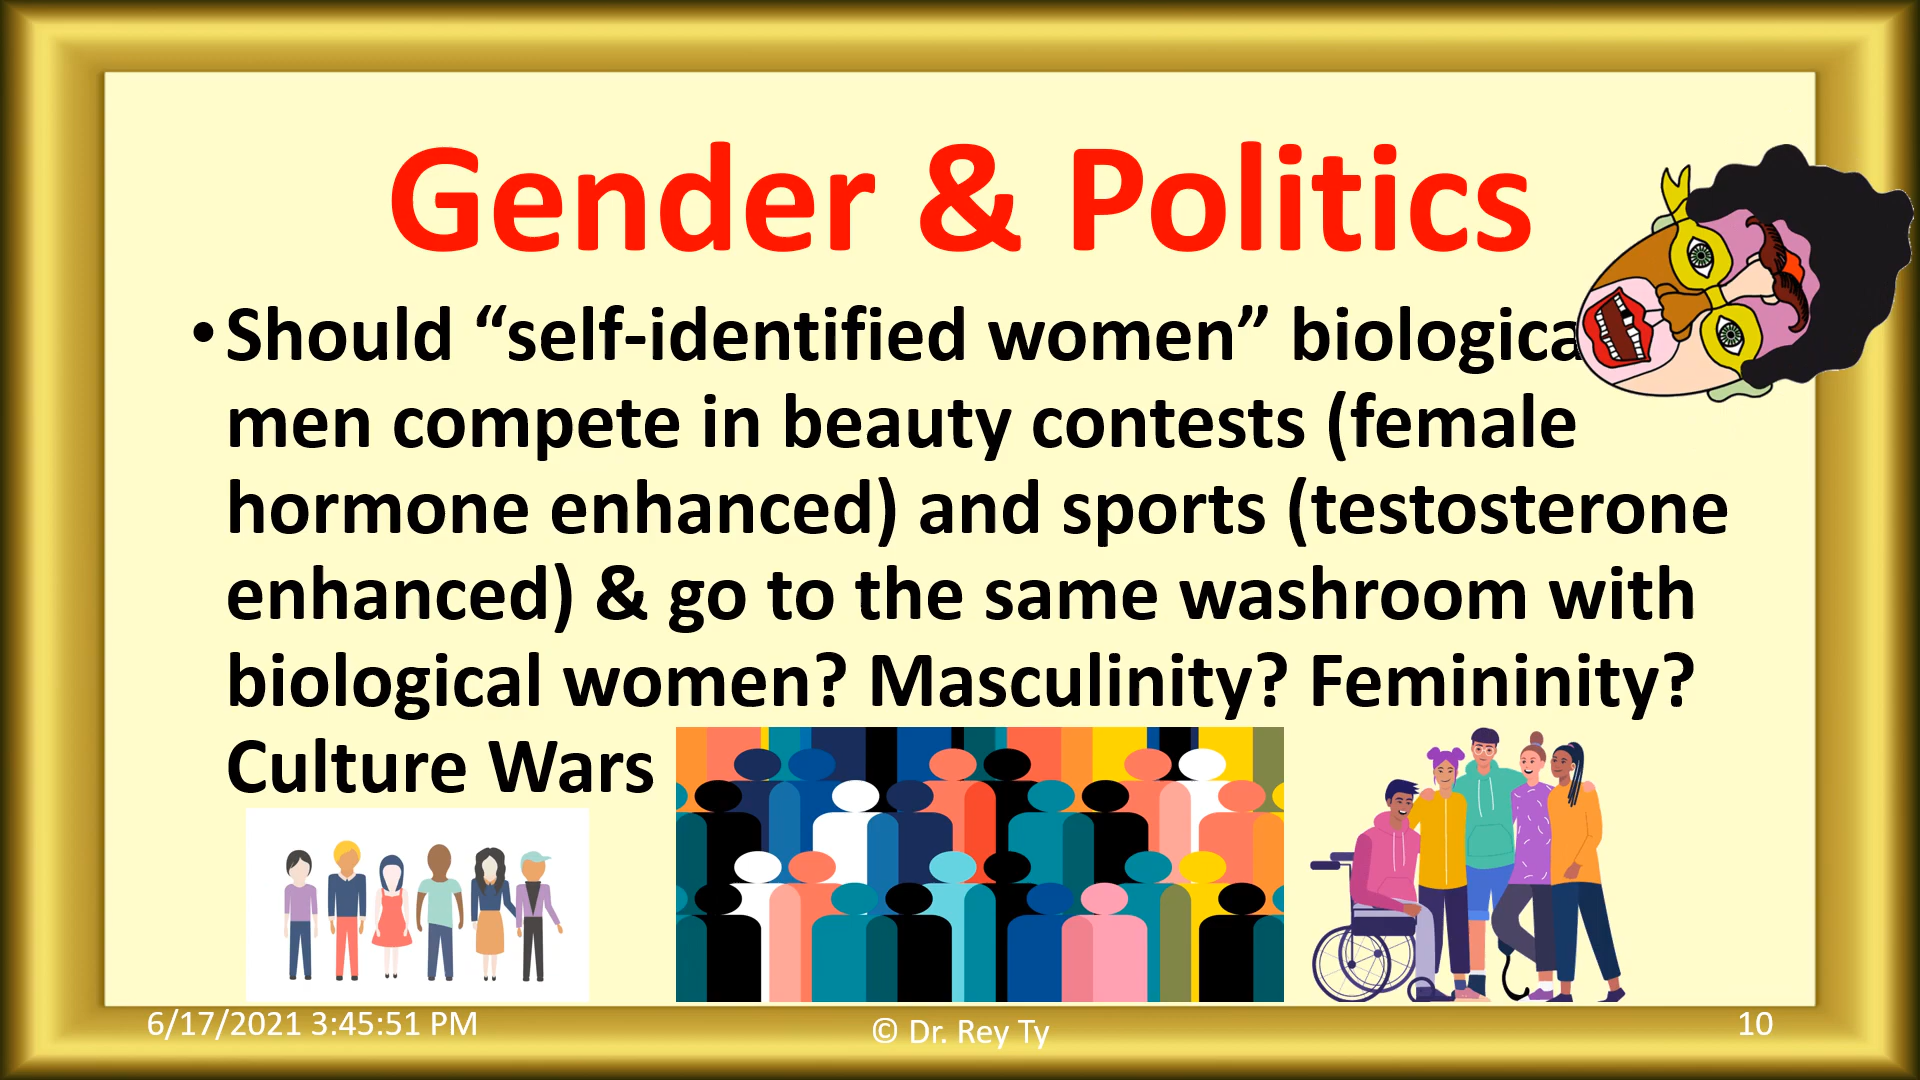 Gender & Politics
•Should “self-identified women” biologica
men compete in beauty contests (female
hormone enhanced) and sports (testosterone
enhanced) & go to the same washroom with
biological women? Masculinity? Femininity?
Culture Wars
6/17/2021 3:45:51 PM
© Dr. Rey Ty
10